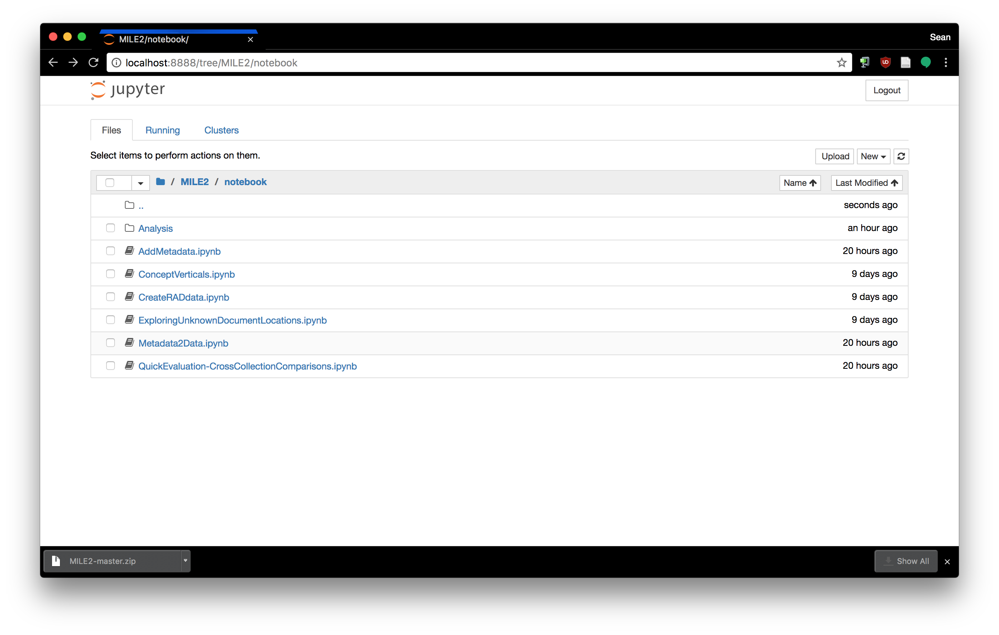 MILE2/notebook/
Sean
localhost:8888/tree/MILE2/notebook
jupyter
Logout
Files Running Clusters
Select items to perform actions on them.
Upload New
/ MILE2 / notebook
Name Last Modified
.. seconds ago
Analysis an hour ago
AddMetadata.ipynb 20 hours ago
ConceptVerticals.ipynb 9 days ago
CreateRADdata.ipynb 9 days ago
ExploringUnknownDocumentLocations.ipynb 9 days ago
Metadata2Data.ipynb 20 hours ago
QuickEvaluation-CrossCollectionComparisons.ipynb 20 hours ago
MILE2-master.zip
Show All